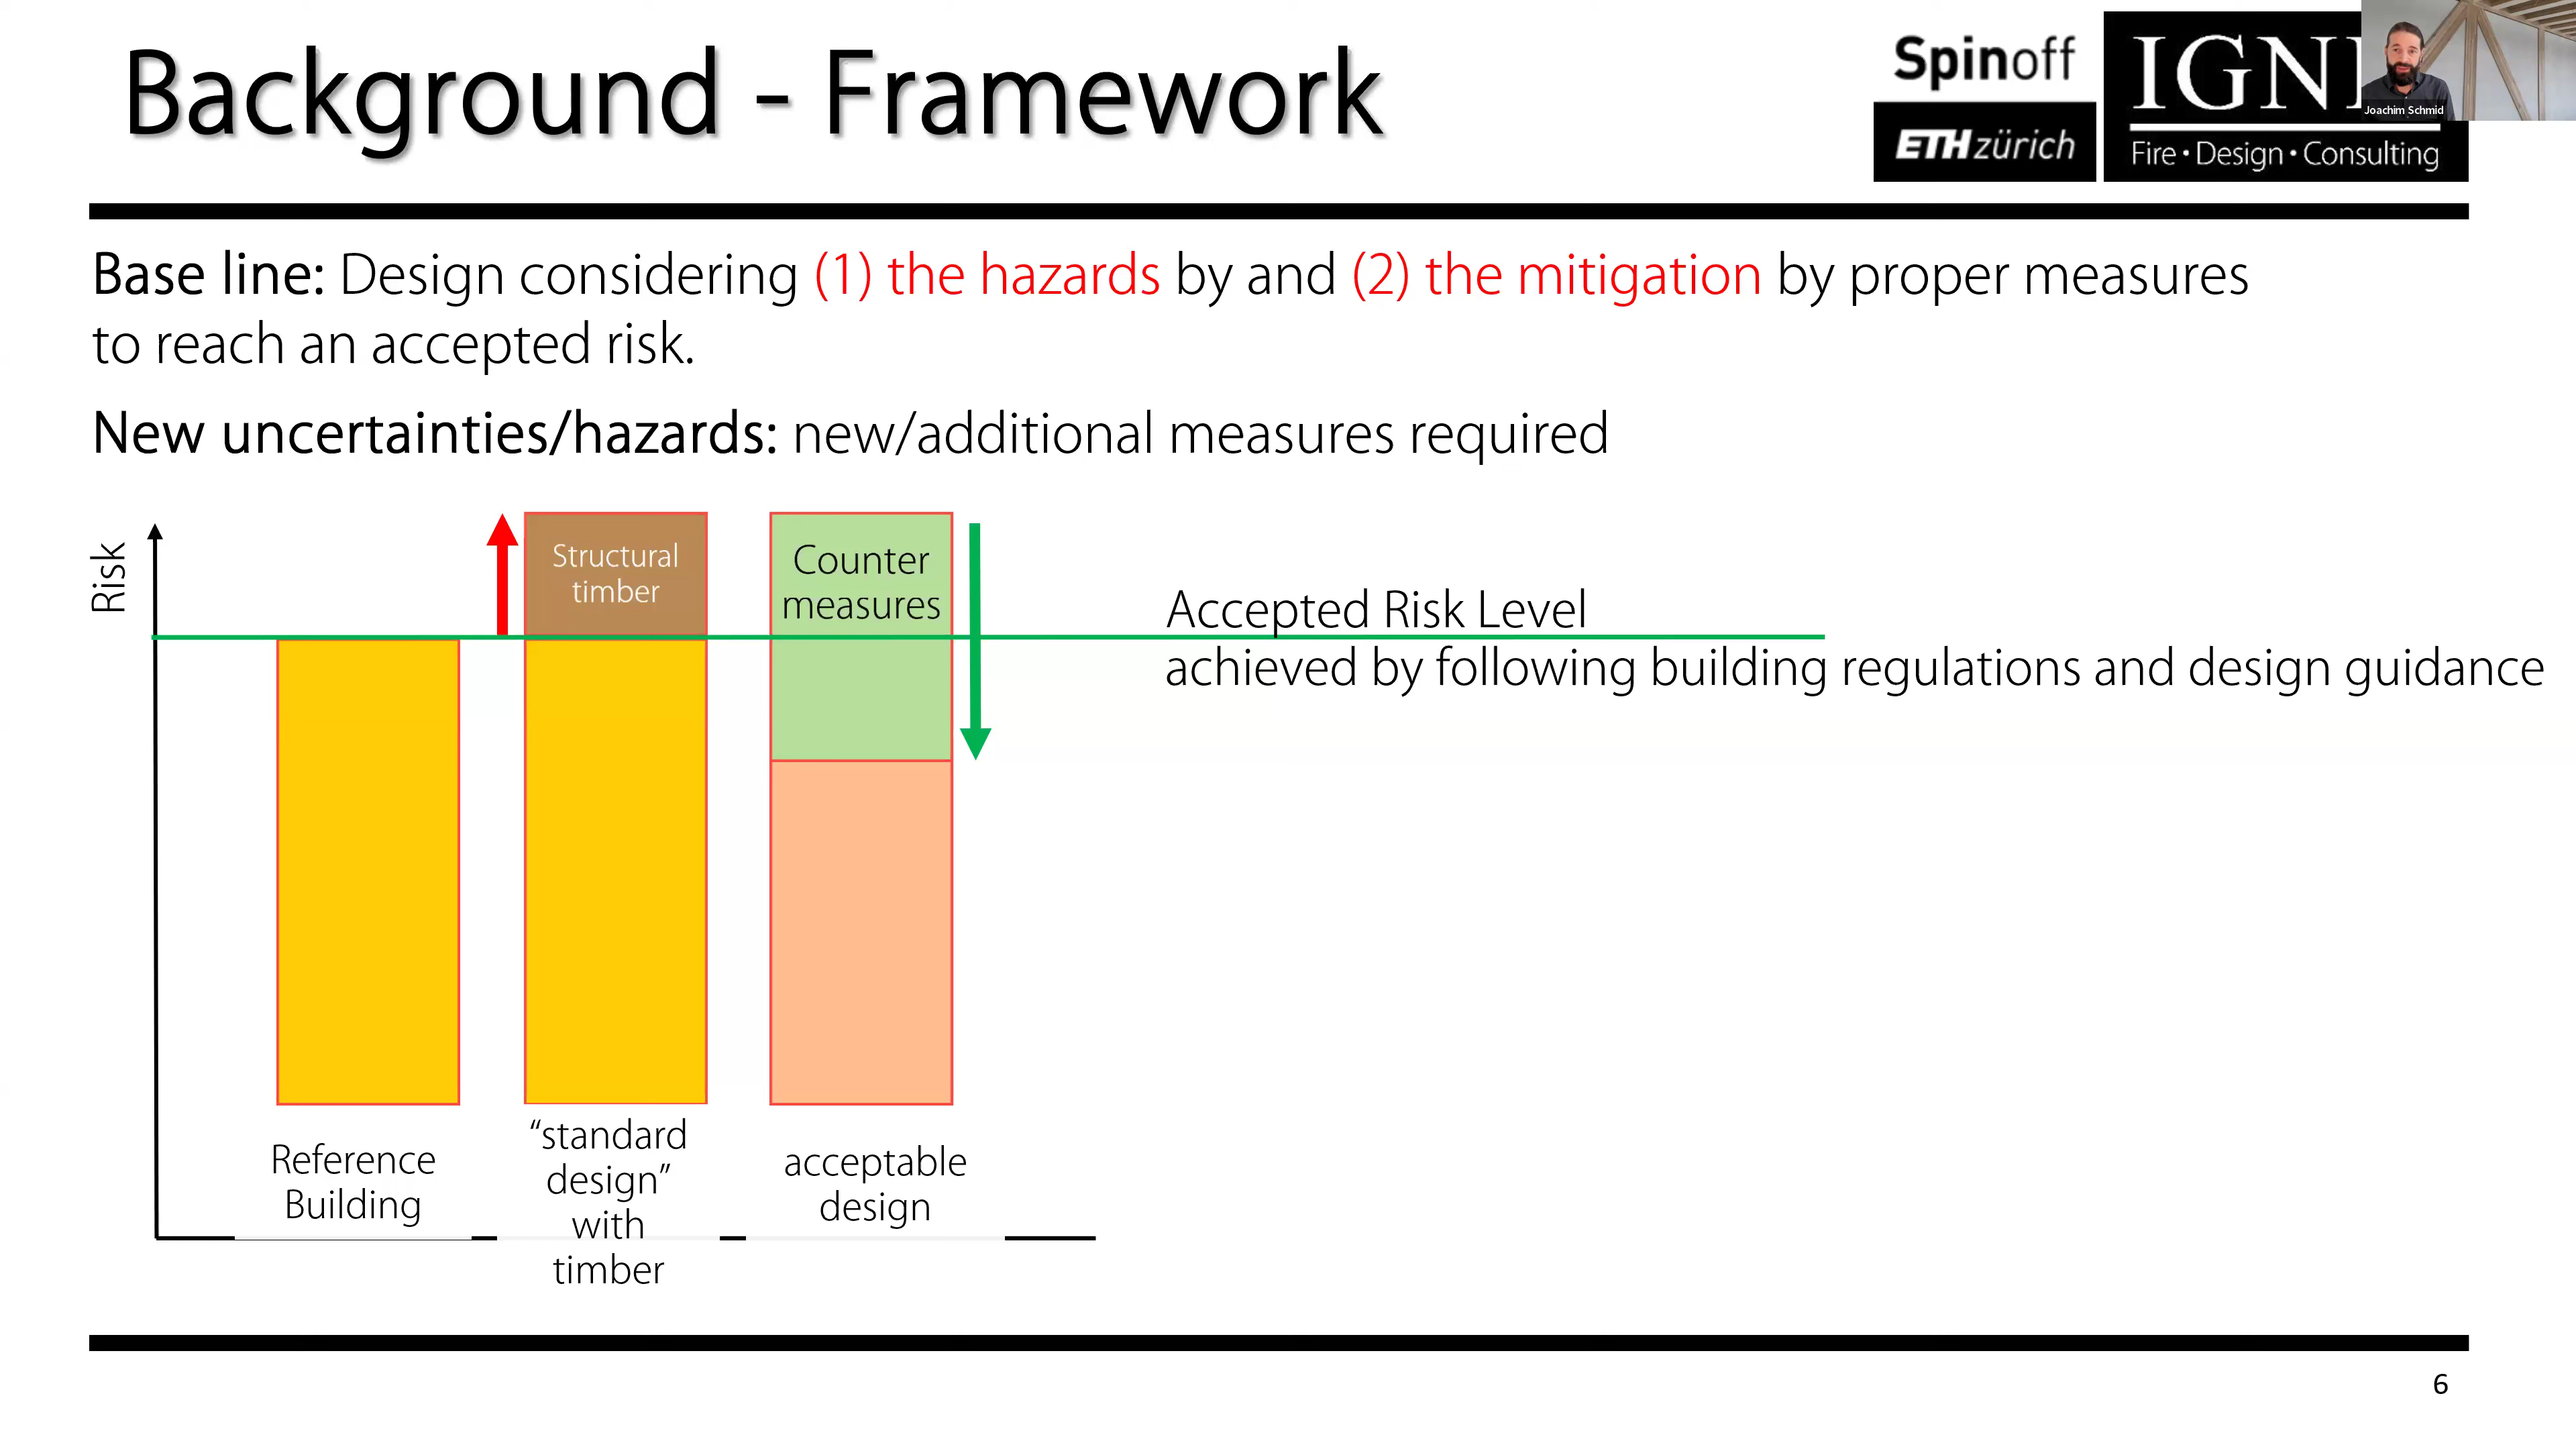 Background - Framework
Spinoff
ETH zürich
IGNI
Fire · Design · Consulting
Joachim Schmid
Base line: Design considering (1) the hazards by and (2) the mitigation by proper measures
to reach an accepted risk.
New uncertainties/hazards: new/additional measures required
Risk
Structural
timber
Counter
measures
Accepted Risk Level
achieved by following building regulations and design guidance
Reference
Building
“standard
design”
with
timber
acceptable
design
6